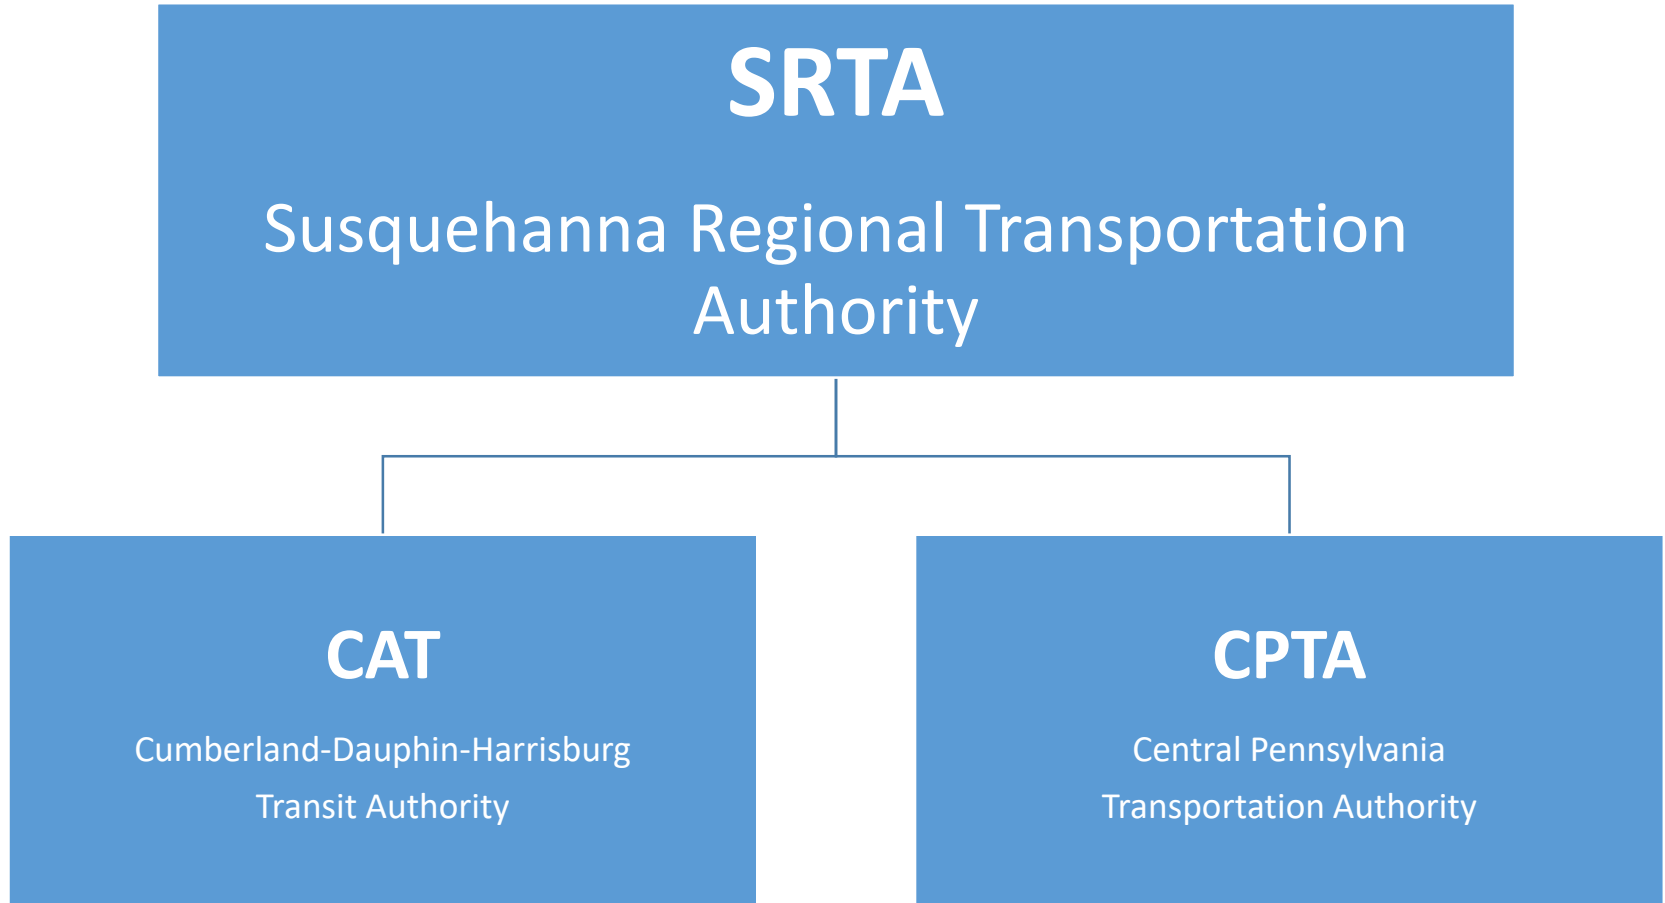 SRTA
Susquehanna Regional Transportation
Authority
CAT
Cumberland-Dauphin-Harrisburg
Transit Authority
CPTA
Central Pennsylvania
Transportation Authority